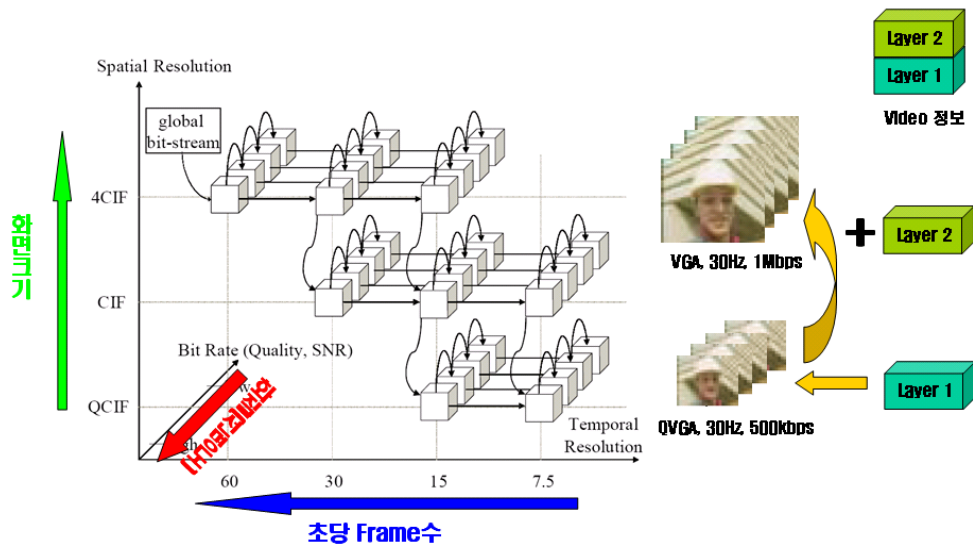 Spatial Resolution
global
bit-stream
4CIF
CIF
QCIF
화면크기
Bit Rate (Quality, SNR)
Temporal
Resolution
60
30
15
7.5
초당 Frame수
Layer 2
Layer 1
Video 정보
VGA, 30Hz, 1Mbps
+
Layer 2
QVGA, 30Hz, 500kbps
Layer 1